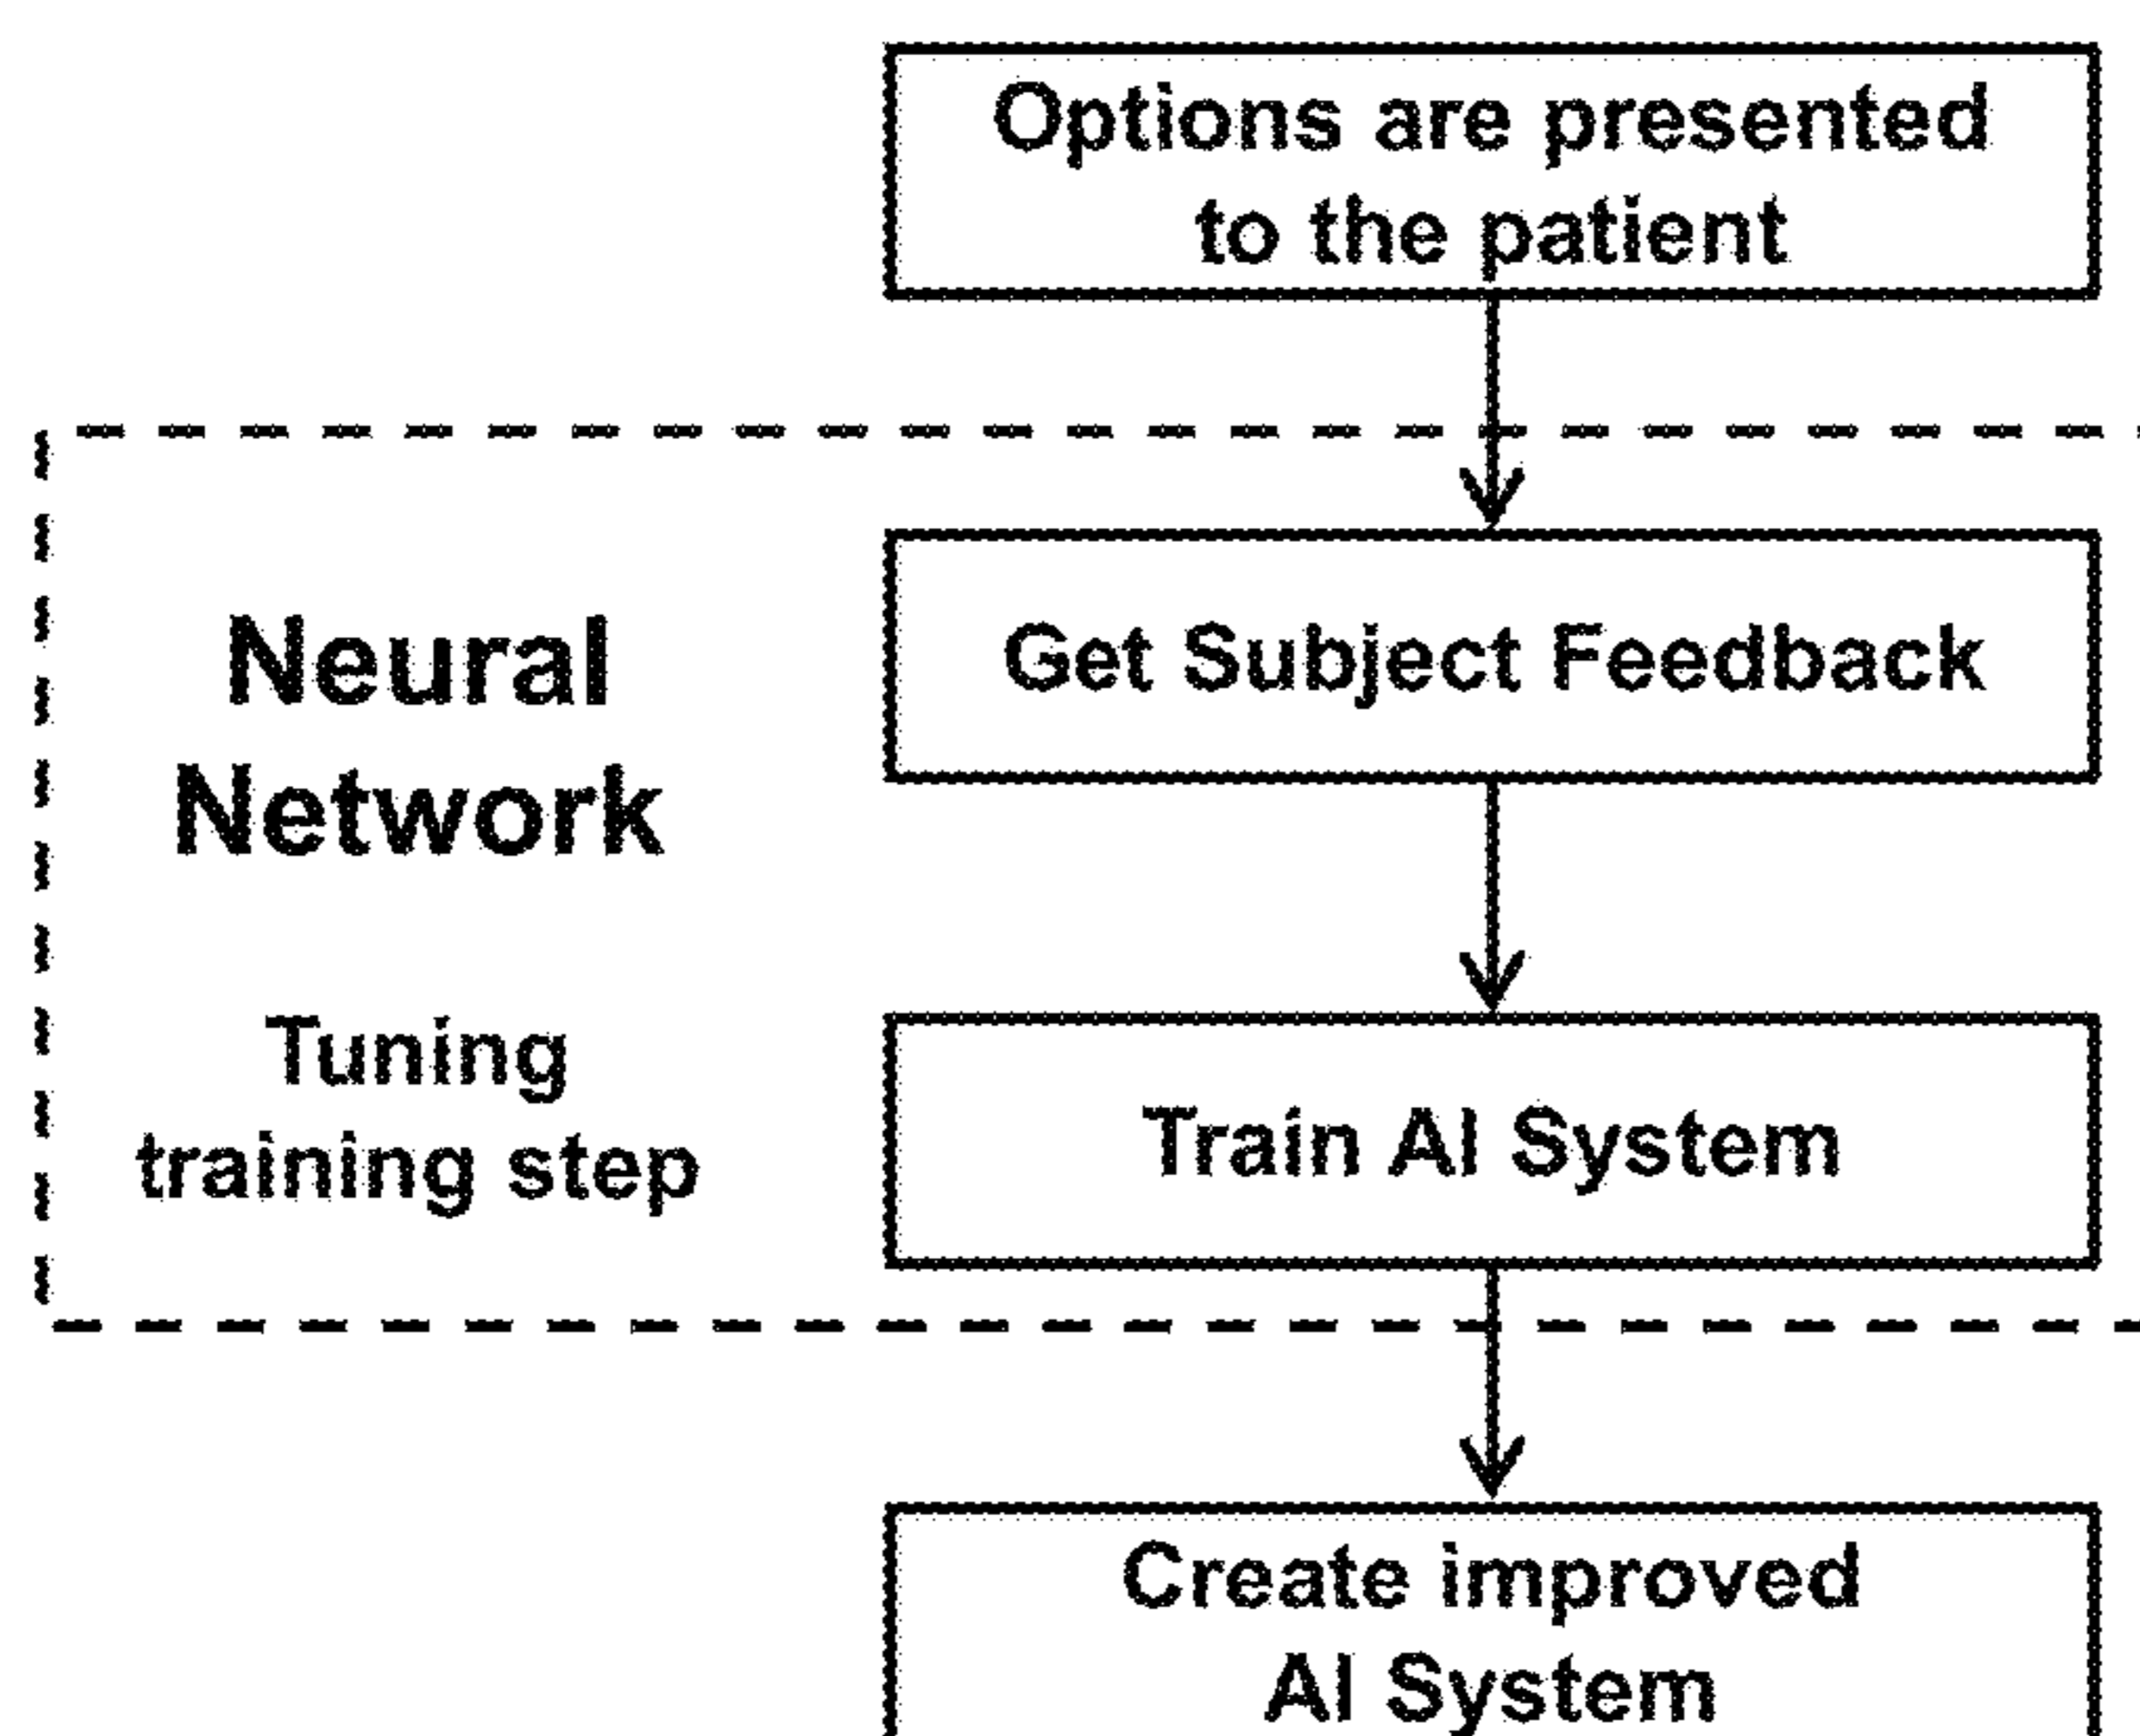 Options are presented
to the patient
Neural
Network
Tuning
training step
Get Subject Feedback
Train AI System
Create improved
AI System